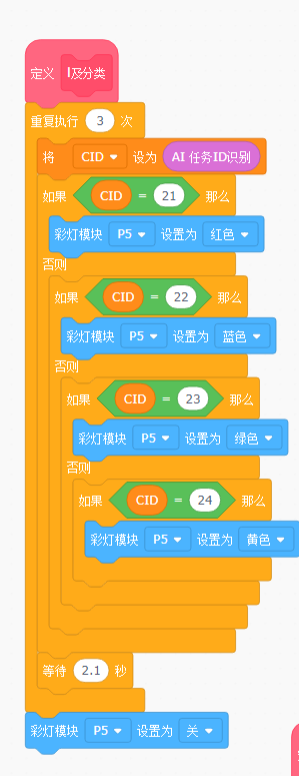 定义 I及分类
重复执行 3 次
将 CID 设为 AI 任务ID识别
如果 CID = 21 那么
彩灯模块 P5 设置为 红色
否则
如果 CID = 22 那么
彩灯模块 P5 设置为 蓝色
否则
如果 CID = 23 那么
彩灯模块 P5 设置为 绿色
否则
如果 CID = 24 那么
彩灯模块 P5 设置为 黄色
等待 2.1 秒
彩灯模块 P5 设置为 关